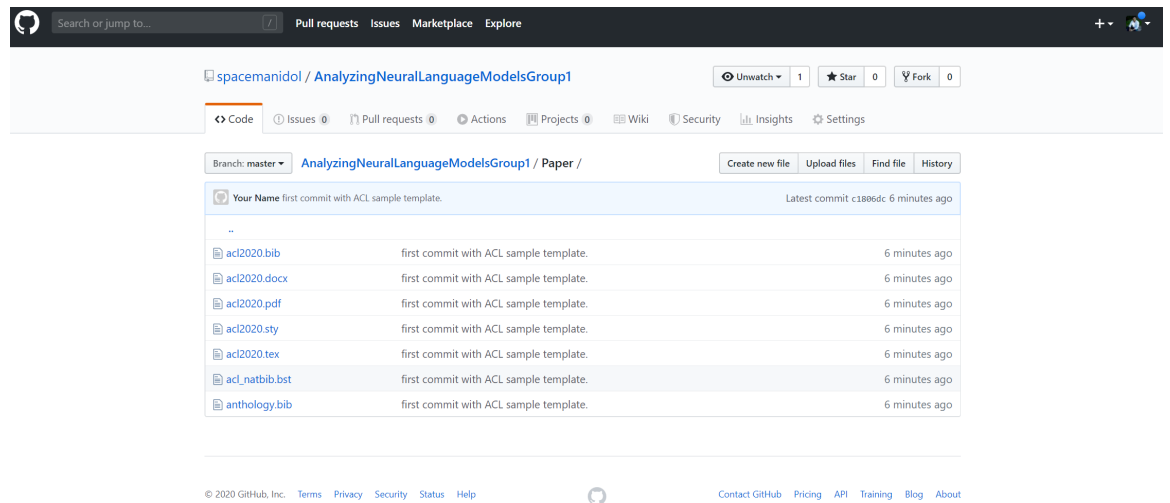 Search or jump to... / Pull requests Issues Marketplace Explore
spacemanidol / AnalyzingNeuralLanguageModelsGroup1 Unwatch 1 Star 0 Fork 0
Code Issues 0 Pull requests 0 Actions Projects 0 Wiki Security Insights Settings
Branch: master AnalyzingNeuralLanguageModelsGroup1 / Paper / Create new file Upload files Find file History
Your Name first commit with ACL sample template. Latest commit c1806dc 6 minutes ago
..
acl2020.bib first commit with ACL sample template. 6 minutes ago
acl2020.docx first commit with ACL sample template. 6 minutes ago
acl2020.pdf first commit with ACL sample template. 6 minutes ago
acl2020.sty first commit with ACL sample template. 6 minutes ago
acl2020.tex first commit with ACL sample template. 6 minutes ago
acl_natbib.bst first commit with ACL sample template. 6 minutes ago
anthology.bib first commit with ACL sample template. 6 minutes ago
© 2020 GitHub, Inc. Terms Privacy Security Status Help Contact GitHub Pricing API Training Blog About